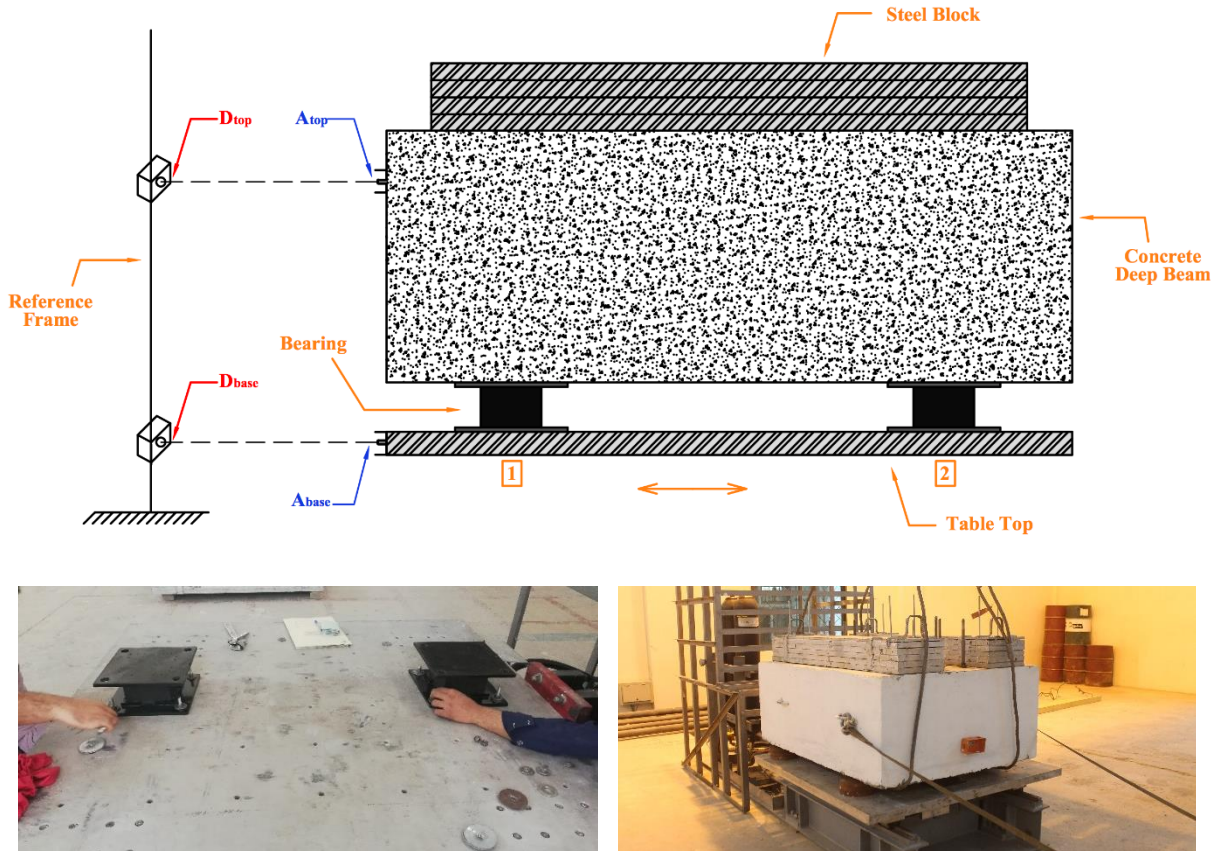 Steel Block
Dtop
Atop
Concrete
Deep Beam
Reference
Frame
Bearing
Dbase
Abase
1
2
Table Top